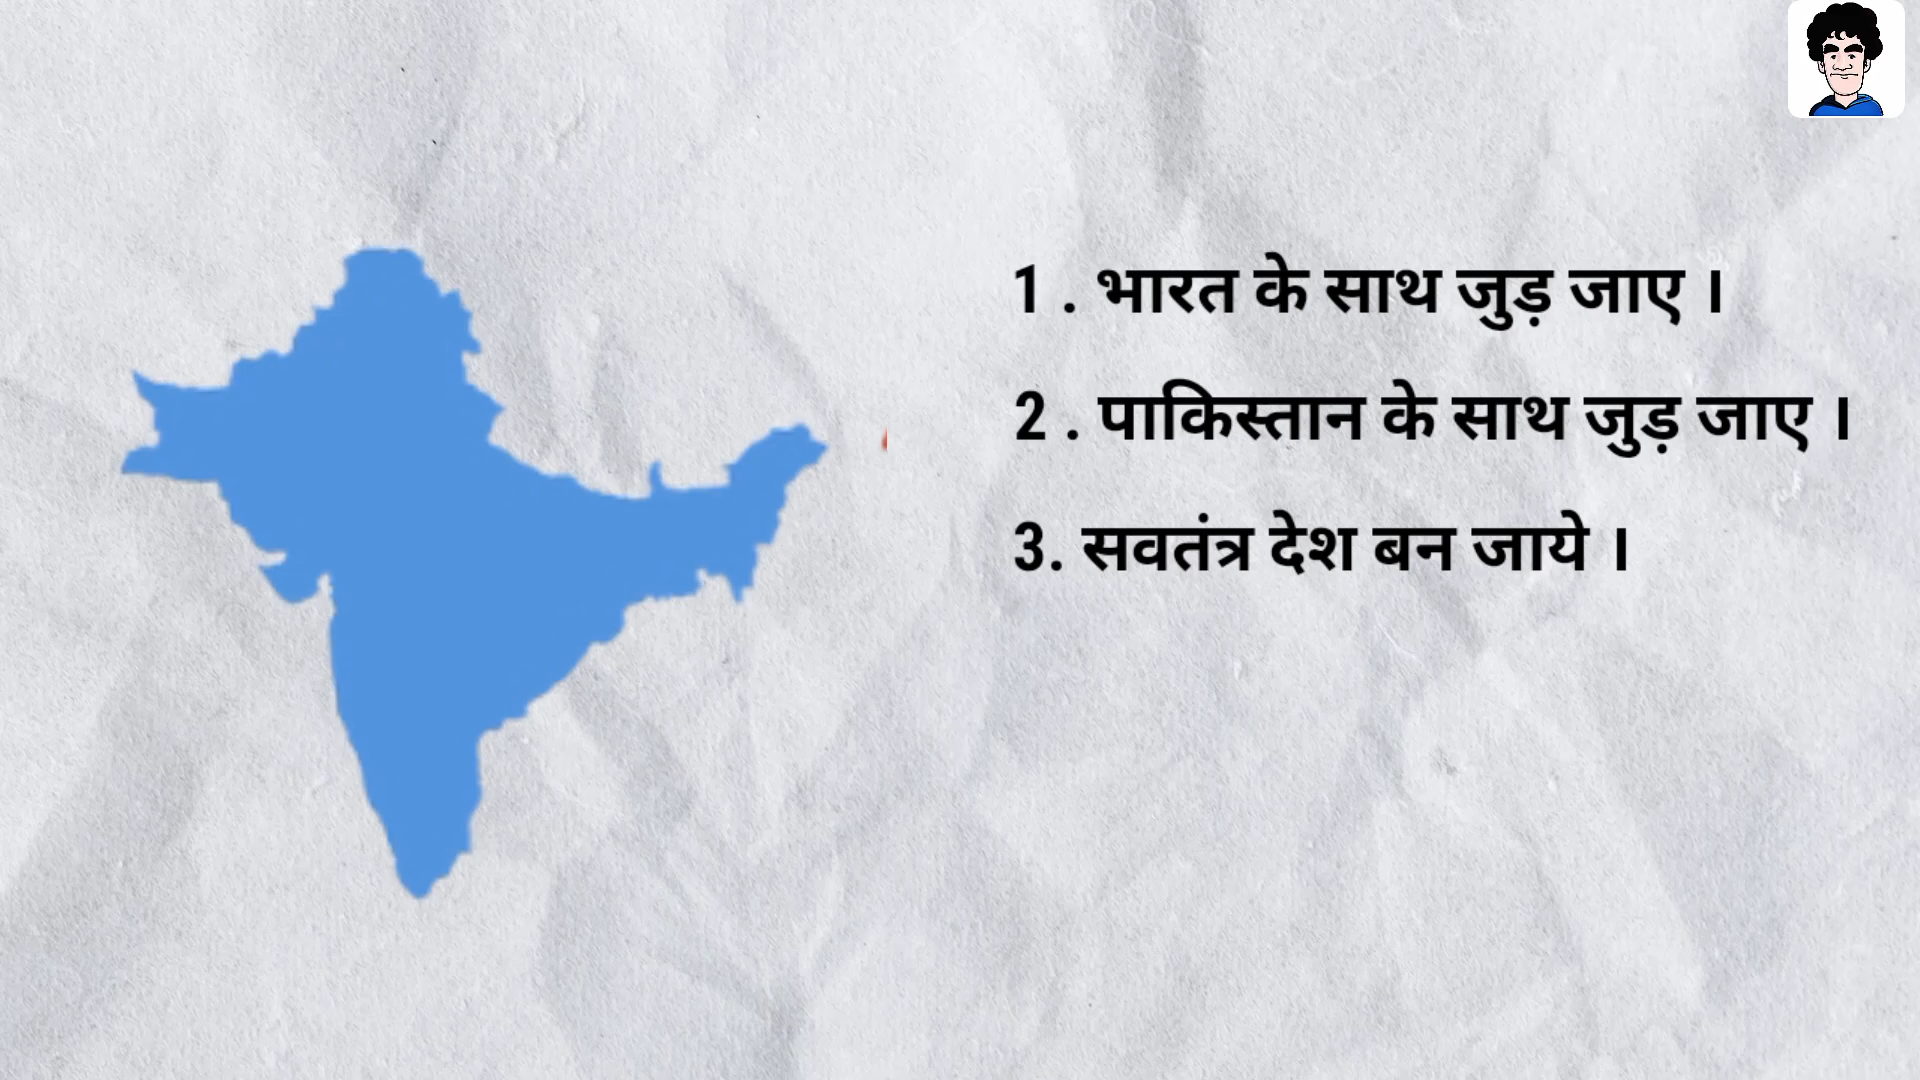 1 . भारत के साथ जुड़ जाए ।
2 . पाकिस्तान के साथ जुड़ जाए ।
3. सवतंत्र देश बन जाये ।